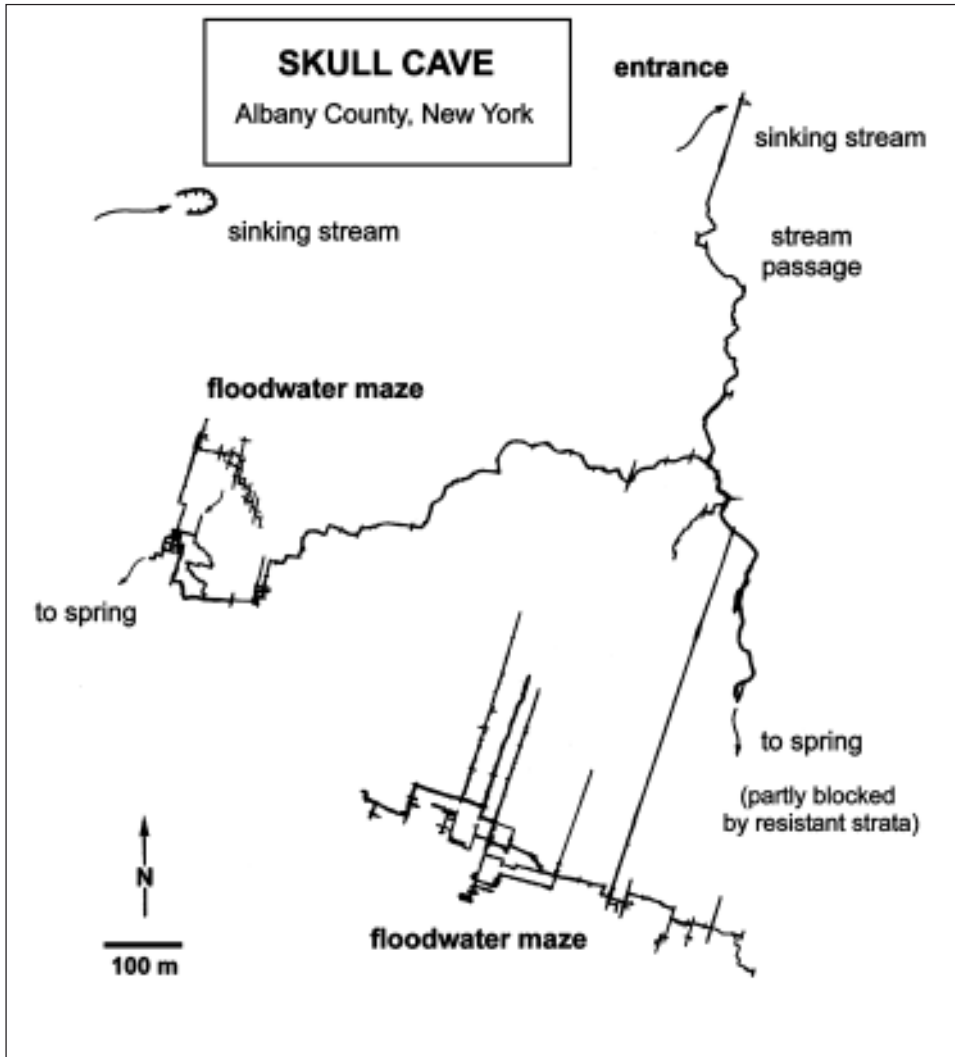 SKULL CAVE
Albany County, New York
entrance
sinking stream
sinking stream
stream
passage
floodwater maze
to spring
to spring
(partly blocked
by resistant strata)
N
floodwater maze
100 m